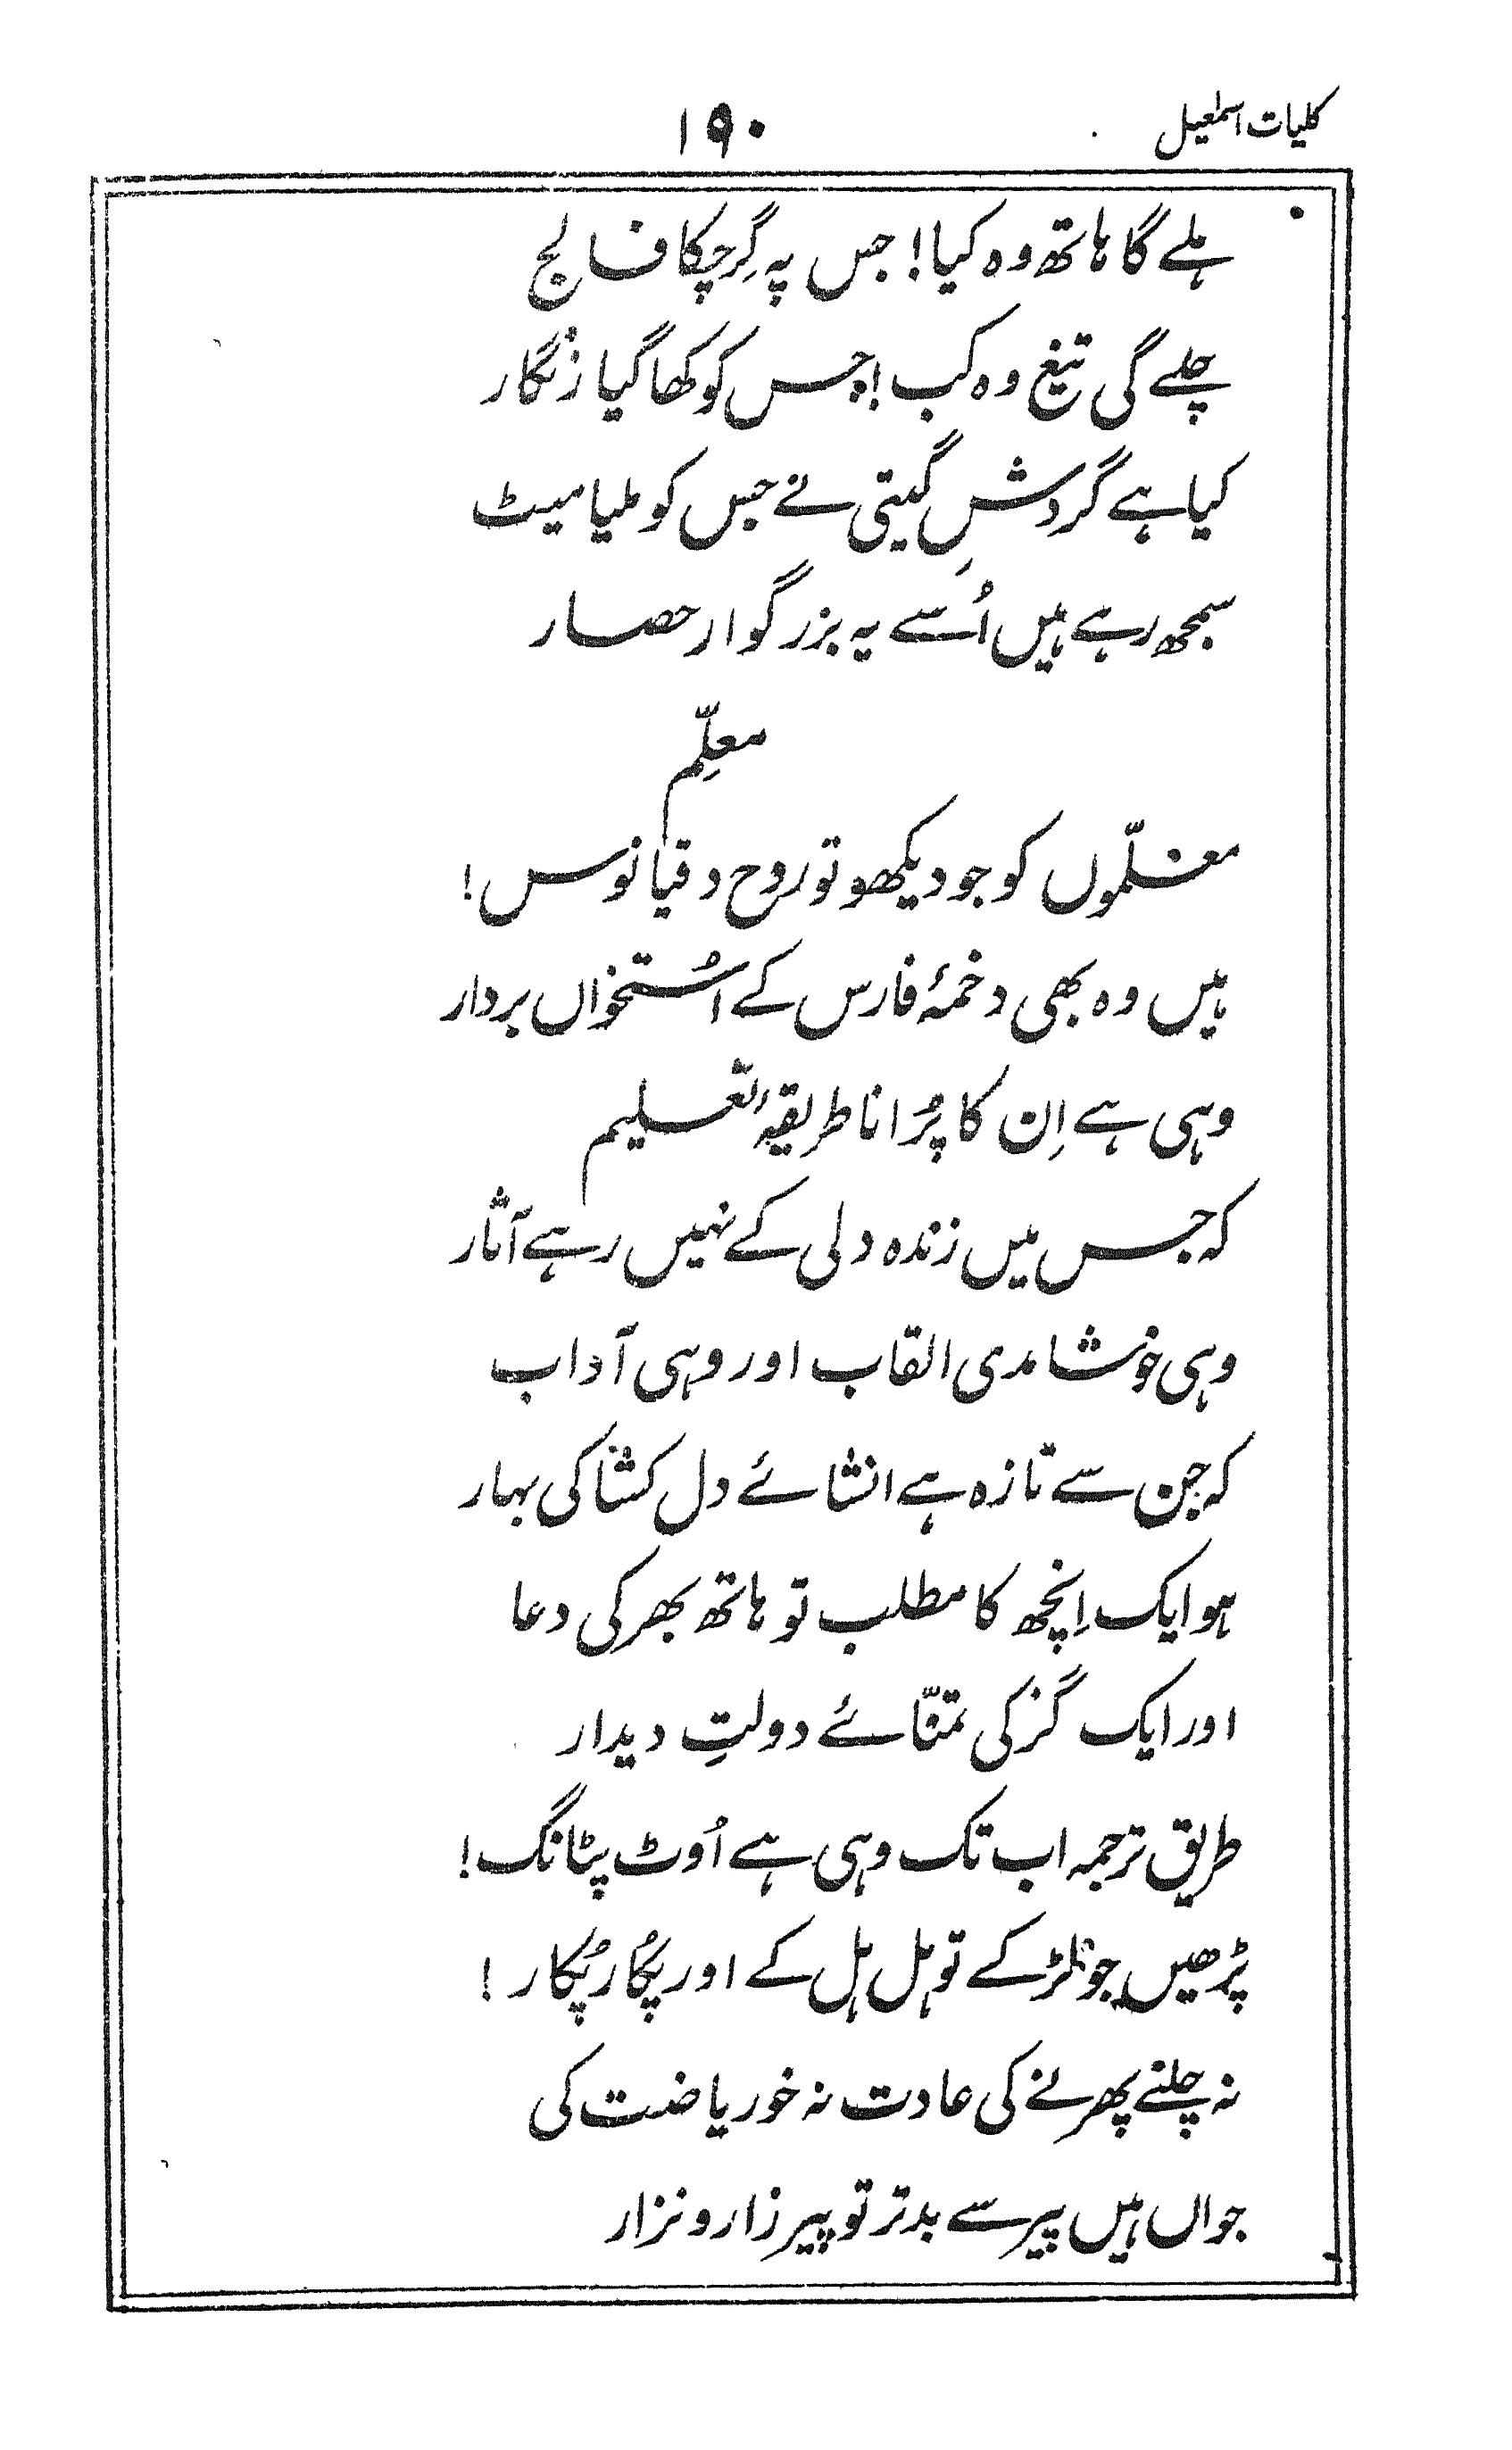 کلیات اسمٰعیل
۱۹۰
ہلے گا ہاتھ وہ کیا! جس پہ گِرچکا فالج
چلے گی تیغ وہ کب! جس کو کھا گیا زنگار
کیا ہے گردشِ گیتی نے جس کو ملیامیٹ
سمجھ رہے ہیں اُسے یہ بزرگوار حصار
معلِّم
معلّموں کو جو دیکھو تو روح دقیانوس!
ہیں وہ بھی دخمۂ فارس کے اُستخواں بردار
وہی ہے اِن کا پُرانا طریقۂ تعلیم
کہ جس میں زندہ دلی کے نہیں رہے آثار
وہی خوشامدی القاب اور وہی آداب
کہ جن سے تازہ ہے انشائے دل کشا کی بہار
ہو ایک اِنچھ کا مطلب تو ہاتھ بھر کی دعا
اور ایک گز کی تمنّائے دولتِ دیدار
طریق ترجمہ اب تک وہی ہے اُوٹ پٹانگ!
پڑھیں جو لڑکے تو ہل ہل کے اور پُکار پُکار!
نہ چلنے پھرنے کی عادت نہ خو ریاضت کی
جواں ہیں پیر سے بدتر تو پیر زار و نزار